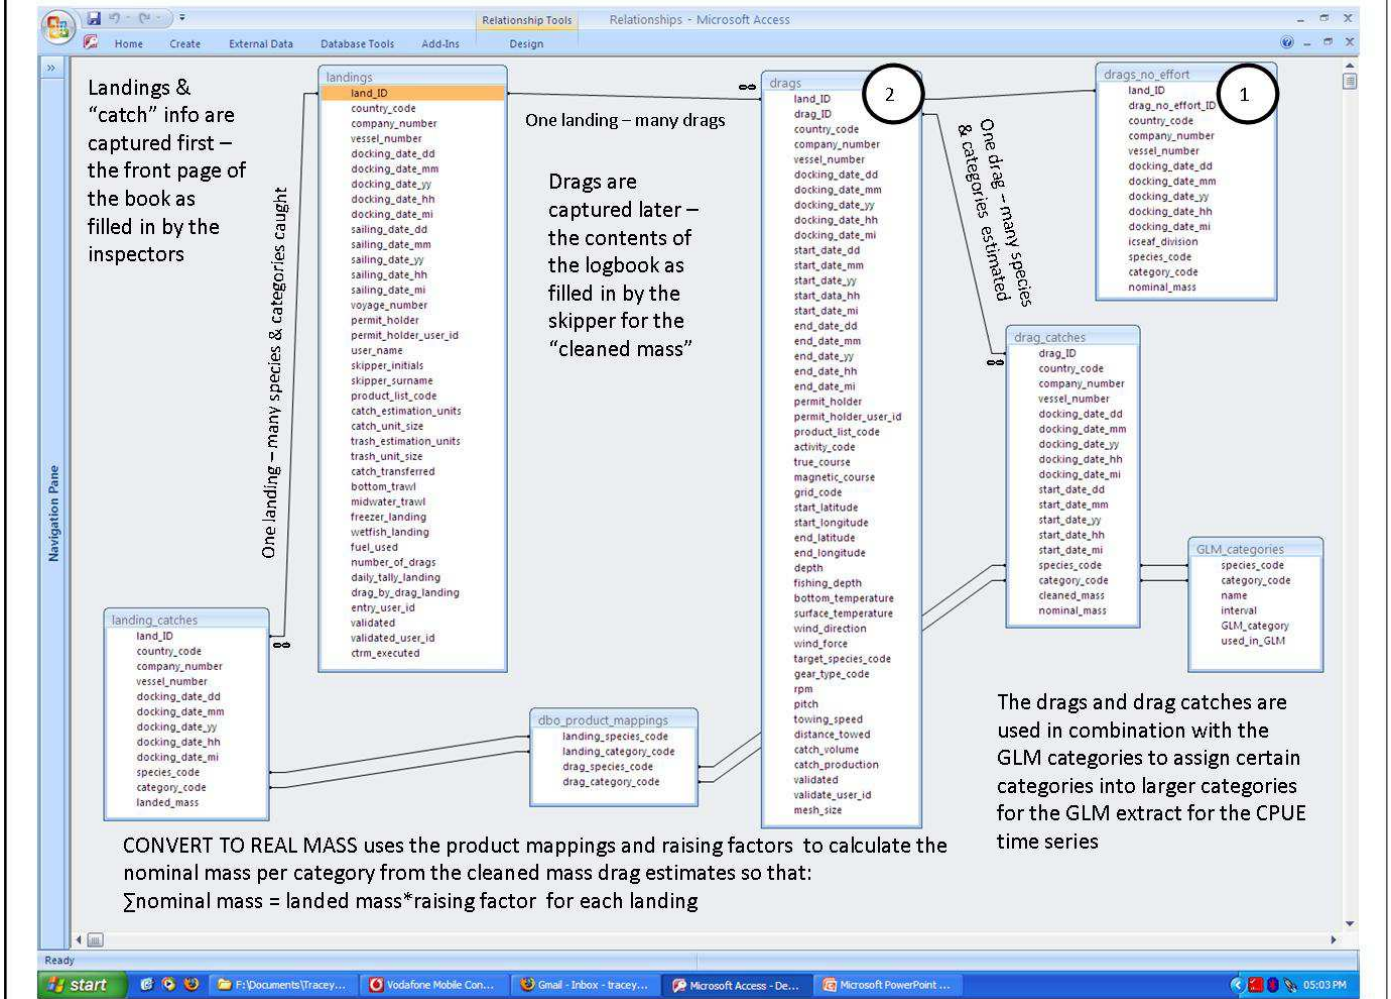 Relationship Tools
Relationships - Microsoft Access
Home
Create
External Data
Database Tools
Add-Ins
Design
»
Navigation Pane
Landings &
"catch" info are
captured first –
the front page of
the book as
filled in by the
inspectors
One landing – many species & categories caught
landings
land_ID
country_code
company_number
vessel_number
docking_date_dd
docking_date_mm
docking_date_yy
docking_date_hh
docking_date_mi
sailing_date_dd
sailing_date_mm
sailing_date_yy
sailing_date_hh
sailing_date_mi
voyage_number
permit_holder
permit_holder_user_id
user_name
skipper_initials
skipper_surname
product_list_code
catch_estimation_units
catch_unit_size
trash_estimation_units
trash_unit_size
catch_transferred
bottom_trawl
midwater_trawl
freezer_landing
wetfish_landing
fuel_used
number_of_drags
daily_tally_landing
drag_by_drag_landing
entry_user_id
validated
validated_user_id
ctrm_executed
One landing – many drags
Drags are
captured later –
the contents of
the logbook as
filled in by the
skipper for the
"cleaned mass"
drags
2
land_ID
drag_ID
country_code
company_number
vessel_number
docking_date_dd
docking_date_mm
docking_date_yy
docking_date_hh
docking_date_mi
start_date_dd
start_date_mm
start_date_yy
start_data_hh
start_date_mi
end_date_dd
end_date_mm
end_date_yy
end_date_hh
end_date_mi
permit_holder
permit_holder_user_id
product_list_code
activity_code
true_course
magnetic_course
grid_code
start_latitude
start_longitude
end_latitude
end_longitude
depth
fishing_depth
bottom_temperature
surface_temperature
wind_direction
wind_force
target_species_code
gear_type_code
rpm
pitch
towing_speed
distance_towed
catch_volume
catch_production
validated
validate_user_id
mesh_size
One drag – many species
& categories estimated
drags_no_effort
1
land_ID
drag_no_effort_ID
country_code
company_number
vessel_number
docking_date_dd
docking_date_mm
docking_date_yy
docking_date_hh
docking_date_mi
icseaf_division
species_code
category_code
nominal_mass
drag_catches
drag_ID
country_code
company_number
vessel_number
docking_date_dd
docking_date_mm
docking_date_yy
docking_date_hh
docking_date_mi
start_date_dd
start_date_mm
start_date_yy
start_date_hh
start_date_mi
species_code
category_code
cleaned_mass
nominal_mass
GLM_categories
species_code
category_code
name
interval
GLM_category
used_in_GLM
landing_catches
land_ID
country_code
company_number
vessel_number
docking_date_dd
docking_date_mm
docking_date_yy
docking_date_hh
docking_date_mi
species_code
category_code
landed_mass
dbo_product_mappings
landing_species_code
landing_category_code
drag_species_code
drag_category_code
The drags and drag catches are
used in combination with the
GLM categories to assign certain
categories into larger categories
for the GLM extract for the CPUE
time series
CONVERT TO REAL MASS uses the product mappings and raising factors to calculate the
nominal mass per category from the cleaned mass drag estimates so that:
∑nominal mass = landed mass*raising factor for each landing
Ready
start
F:\Documents\Tracey...
Vodafone Mobile Con...
Gmail - Inbox - tracey...
Microsoft Access - De...
Microsoft PowerPoint ...
05:03 PM